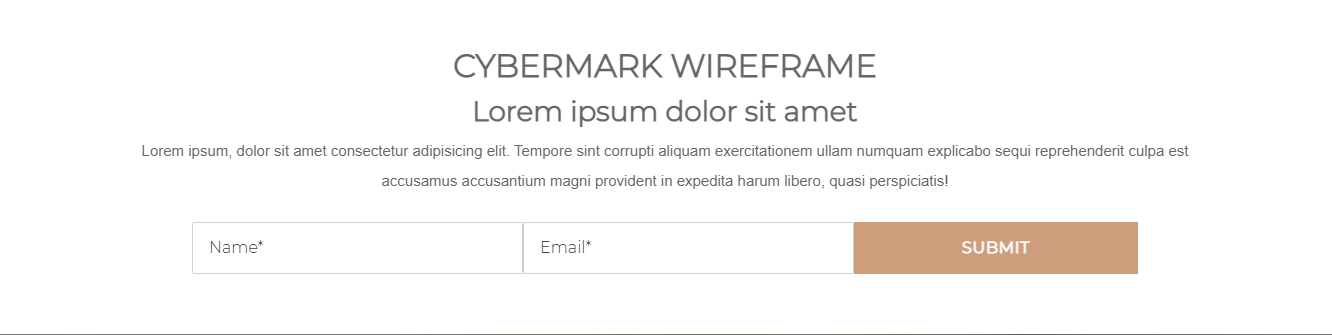 CYBERMARK WIREFRAME
Lorem ipsum dolor sit amet
Lorem ipsum, dolor sit amet consectetur adipisicing elit. Tempore sint corrupti aliquam exercitationem ullam numquam explicabo sequi reprehenderit culpa est
accusamus accusantium magni provident in expedita harum libero, quasi perspiciatis!
Name* Email* SUBMIT